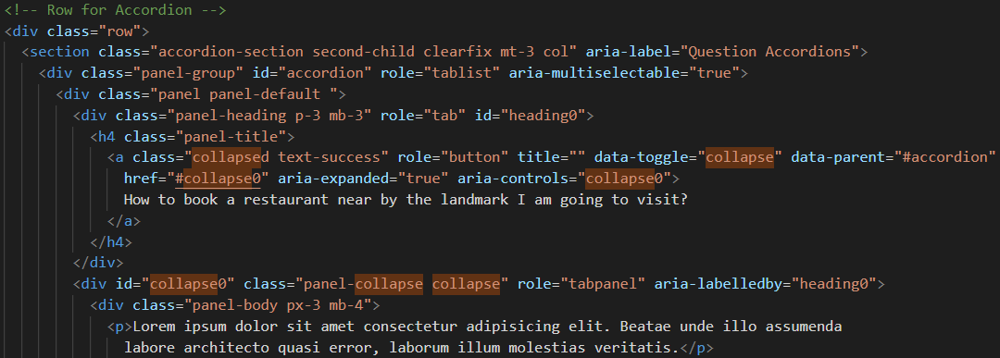 <!-- Row for Accordion -->
<div class="row">
<section class="accordion-section second-child clearfix mt-3 col" aria-label="Question Accordions">
<div class="panel-group" id="accordion" role="tablist" aria-multiselectable="true">
<div class="panel panel-default ">
<div class="panel-heading p-3 mb-3" role="tab" id="heading0">
<h4 class="panel-title">
<a class="collapsed text-success" role="button" title="" data-toggle="collapse" data-parent="#accordion"
href="#collapse0" aria-expanded="true" aria-controls="collapse0">
How to book a restaurant near by the landmark I am going to visit?
</a>
</h4>
</div>
<div id="collapse0" class="panel-collapse collapse" role="tabpanel" aria-labelledby="heading0">
<div class="panel-body px-3 mb-4">
<p>Lorem ipsum dolor sit amet consectetur adipisicing elit. Beatae unde illo assumenda
labore architecto quasi error, laborum illum molestias veritatis.</p>